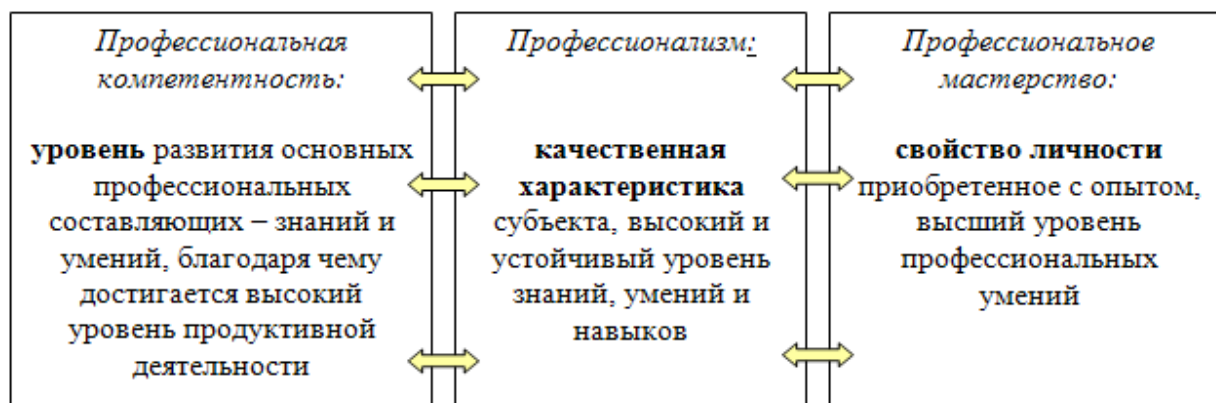 Профессиональная
компетентность:
уровень развития основных
профессиональных
составляющих – знаний и
умений, благодаря чему
достигается высокий
уровень продуктивной
деятельности
Профессионализм:
качественная
характеристика
субъекта, высокий и
устойчивый уровень
знаний, умений и
навыков
Профессиональное
мастерство:
свойство личности
приобретенное с опытом,
высший уровень
профессиональных
умений